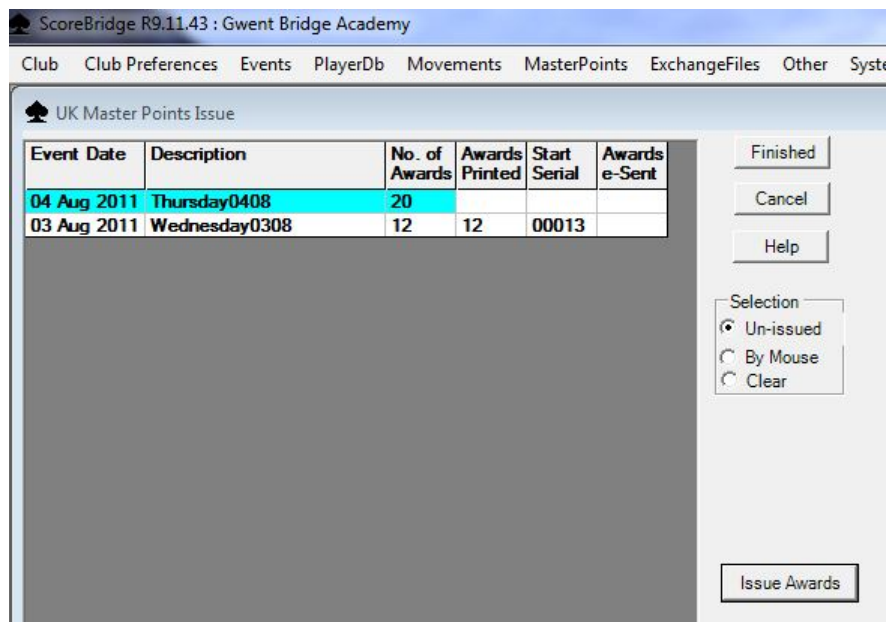 ScoreBridge R9.11.43 : Gwent Bridge Academy
Club Club Preferences Events PlayerDb Movements MasterPoints ExchangeFiles Other Syste
UK Master Points Issue
Event Date Description No. of Awards Awards Printed Start Serial Awards e-Sent
04 Aug 2011 Thursday0408 20
03 Aug 2011 Wednesday0308 12 12 00013
Finished
Cancel
Help
Selection
Un-issued
By Mouse
Clear
Issue Awards